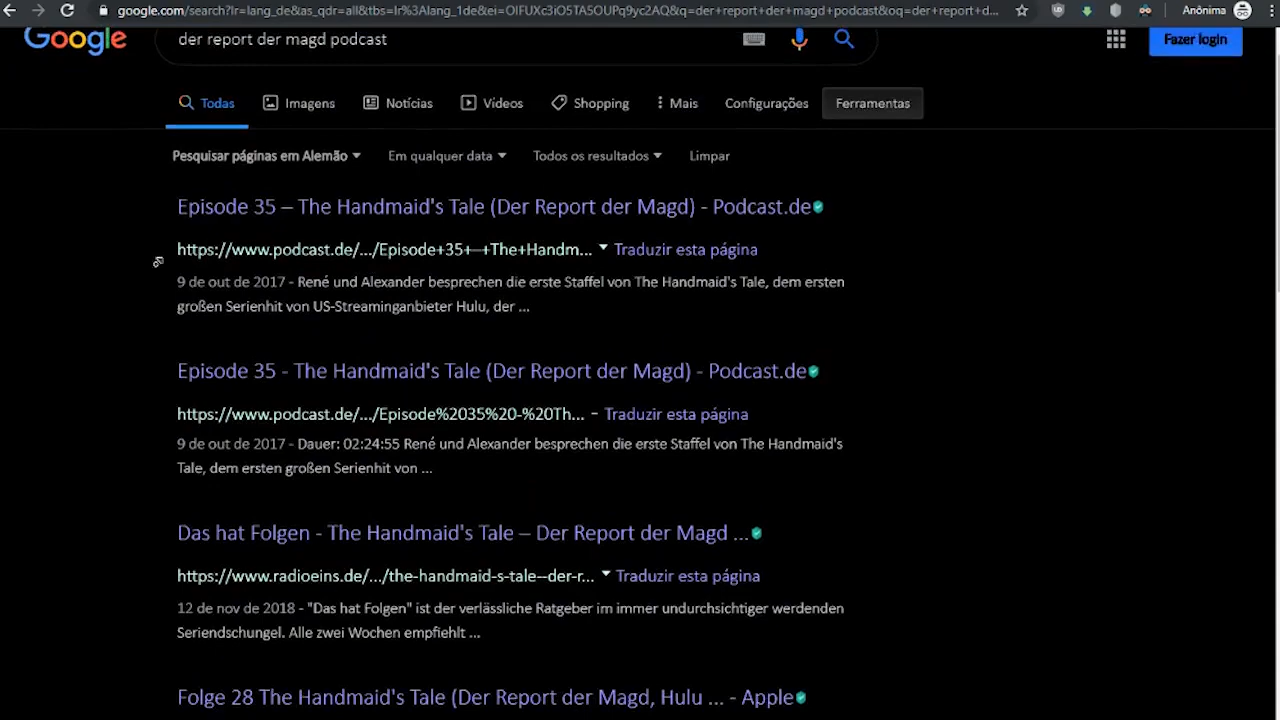 google.com/search?lr=lang_de&as_qdr=all&tbs=lr%3Alang_1de&ei=OIFUXc3iO5TA5OUPq9yc2AQ&q=der+report+der+magd+podcast&oq=der+report+d...
Anônima
Google
der report der magd podcast
Fazer login
Todas
Imagens
Notícias
Vídeos
Shopping
Mais
Configurações
Ferramentas
Pesquisar páginas em Alemão
Em qualquer data
Todos os resultados
Limpar
Episode 35 – The Handmaid's Tale (Der Report der Magd) - Podcast.de
https://www.podcast.de/.../Episode+35+–+The+Handm... Traduzir esta página
9 de out de 2017 - René und Alexander besprechen die erste Staffel von The Handmaid's Tale, dem ersten
großen Serienhit von US-Streaminganbieter Hulu, der ...
Episode 35 - The Handmaid's Tale (Der Report der Magd) - Podcast.de
https://www.podcast.de/.../Episode%2035%20-%20Th... - Traduzir esta página
9 de out de 2017 - Dauer: 02:24:55 René und Alexander besprechen die erste Staffel von The Handmaid's
Tale, dem ersten großen Serienhit von ...
Das hat Folgen - The Handmaid's Tale – Der Report der Magd ...
https://www.radioeins.de/.../the-handmaid-s-tale--der-r... Traduzir esta página
12 de nov de 2018 - "Das hat Folgen" ist der verlässliche Ratgeber im immer undurchsichtiger werdenden
Seriendschungel. Alle zwei Wochen empfiehlt ...
Folge 28 The Handmaid's Tale (Der Report der Magd, Hulu ... - Apple